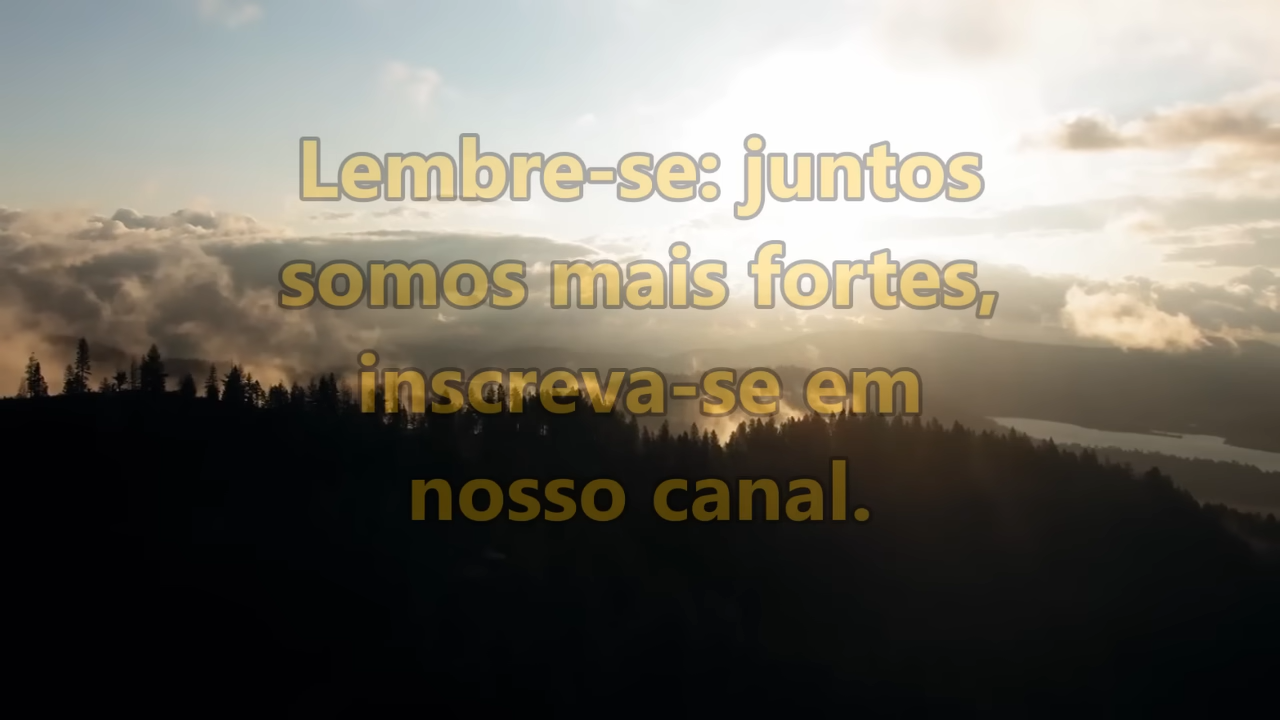 Lembre-se: juntos
somos mais fortes,
inscreva-se em
nosso canal.